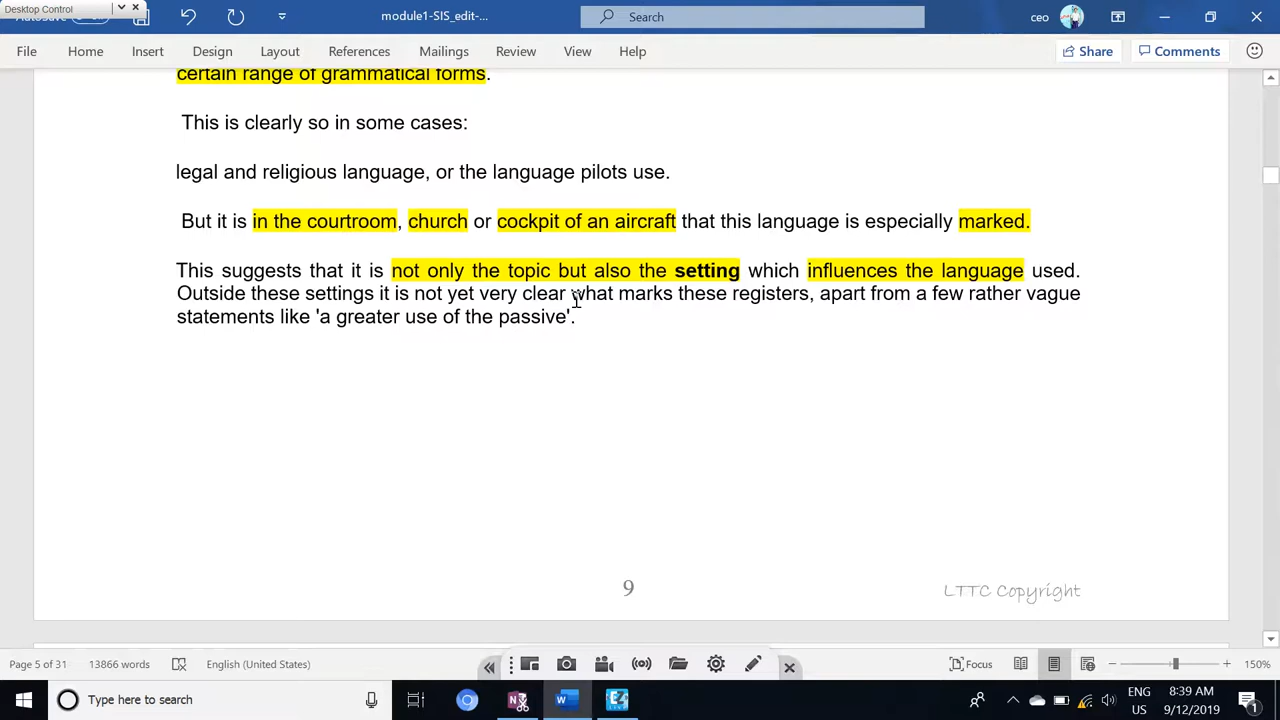 Desktop Control
AutoSave
module1-SIS_edit-...
Search
ceo
File Home Insert Design Layout References Mailings Review View Help
Share Comments
certain range of grammatical forms.
This is clearly so in some cases:
legal and religious language, or the language pilots use.
But it is in the courtroom, church or cockpit of an aircraft that this language is especially marked.
This suggests that it is not only the topic but also the setting which influences the language used.
Outside these settings it is not yet very clear what marks these registers, apart from a few rather vague
statements like 'a greater use of the passive'.
9
LTTC Copyright
Page 5 of 31 13866 words English (United States) Focus 150%
Type here to search
ENG 8:39 AM
US 9/12/2019
1